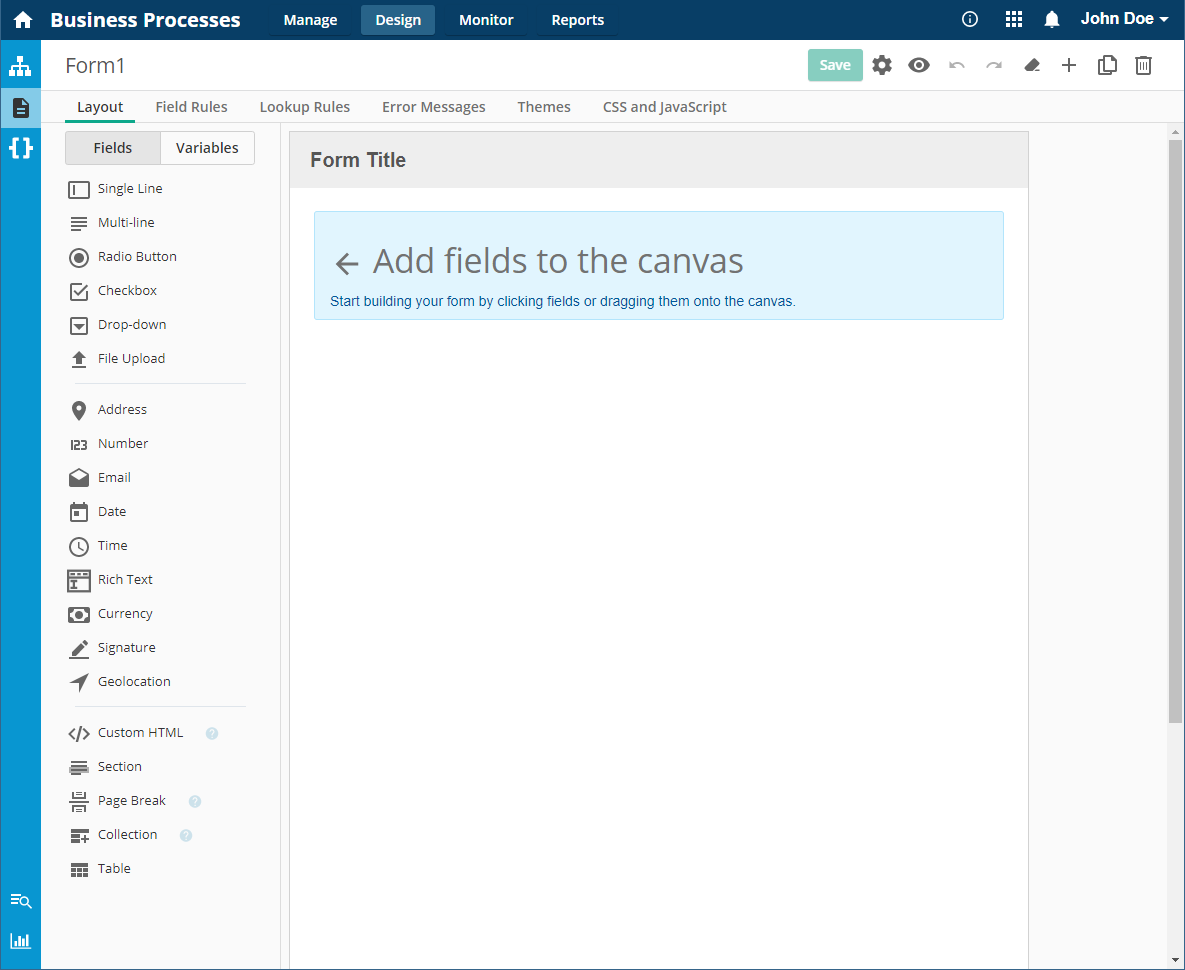 Business Processes Manage Design Monitor Reports John Doe
Form1 Save
Layout Field Rules Lookup Rules Error Messages Themes CSS and JavaScript
Fields Variables
Form Title
Single Line
Multi-line
Radio Button
Checkbox
Drop-down
File Upload
Address
123 Number
Email
Date
Time
Rich Text
Currency
Signature
Geolocation
Custom HTML ?
Section
Page Break ?
Collection ?
Table
Add fields to the canvas
Start building your form by clicking fields or dragging them onto the canvas.